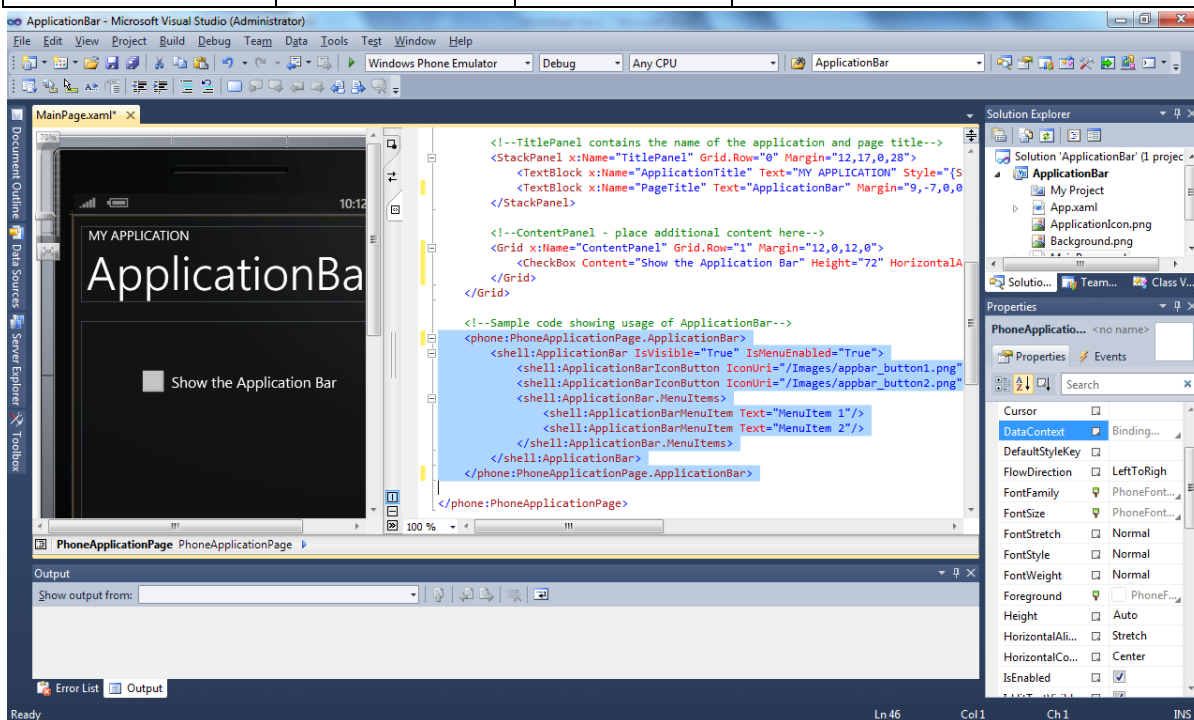 ApplicationBar - Microsoft Visual Studio (Administrator)
File Edit View Project Build Debug Team Data Tools Test Window Help
Windows Phone Emulator Debug Any CPU ApplicationBar
Document Outline
Data Sources
Server Explorer
Toolbox
MainPage.xaml*
70%
10:12
MY APPLICATION
ApplicationBa
Show the Application Bar
<!--TitlePanel contains the name of the application and page title-->
<StackPanel x:Name="TitlePanel" Grid.Row="0" Margin="12,17,0,28">
<TextBlock x:Name="ApplicationTitle" Text="MY APPLICATION" Style="{S
<TextBlock x:Name="PageTitle" Text="ApplicationBar" Margin="9,-7,0,0
</StackPanel>
<!--ContentPanel - place additional content here-->
<Grid x:Name="ContentPanel" Grid.Row="1" Margin="12,0,12,0">
<CheckBox Content="Show the Application Bar" Height="72" HorizontalA
</Grid>
</Grid>
<!--Sample code showing usage of ApplicationBar-->
<phone:PhoneApplicationPage.ApplicationBar>
<shell:ApplicationBar IsVisible="True" IsMenuEnabled="True">
<shell:ApplicationBarIconButton IconUri="/Images/appbar_button1.png"
<shell:ApplicationBarIconButton IconUri="/Images/appbar_button2.png"
<shell:ApplicationBar.MenuItems>
<shell:ApplicationBarMenuItem Text="MenuItem 1"/>
<shell:ApplicationBarMenuItem Text="MenuItem 2"/>
</shell:ApplicationBar.MenuItems>
</shell:ApplicationBar>
</phone:PhoneApplicationPage.ApplicationBar>
</phone:PhoneApplicationPage>
100 %
PhoneApplicationPage PhoneApplicationPage
Output
Show output from:
Error List Output
Solution Explorer
Solution 'ApplicationBar' (1 projec
ApplicationBar
My Project
App.xaml
ApplicationIcon.png
Background.png
Solutio... Team... Class V...
Properties
PhoneApplicatio... <no name>
Properties Events
Search
Cursor
DataContext Binding...
DefaultStyleKey
FlowDirection LeftToRigh
FontFamily PhoneFont...
FontSize PhoneFont...
FontStretch Normal
FontStyle Normal
FontWeight Normal
Foreground PhoneF...
Height Auto
HorizontalAli... Stretch
HorizontalCo... Center
IsEnabled
Ready Ln 46 Col 1 Ch 1 INS